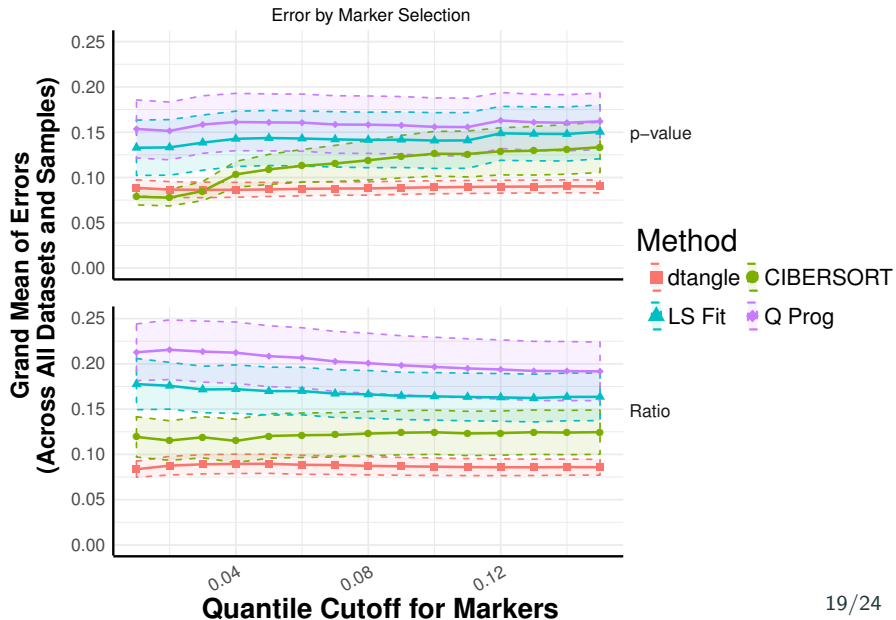 Error by Marker Selection
Grand Mean of Errors
(Across All Datasets and Samples)
0.25
0.20
0.15
0.10
0.05
0.00
p−value
0.25
0.20
0.15
0.10
0.05
0.00
Ratio
0.04
0.08
0.12
Quantile Cutoff for Markers
Method
dtangle
CIBERSORT
LS Fit
Q Prog
19/24